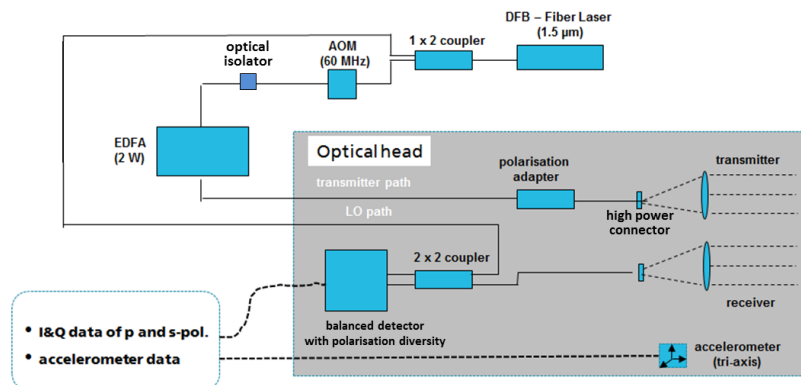 DFB – Fiber Laser
(1.5 µm)
1 x 2 coupler
AOM
(60 MHz)
optical
isolator
EDFA
(2 W)
Optical head
polarisation
adapter
transmitter
transmitter path
LO path
high power
connector
2 x 2 coupler
balanced detector
with polarisation diversity
receiver
• I&Q data of p and s-pol.
• accelerometer data
accelerometer
(tri-axis)